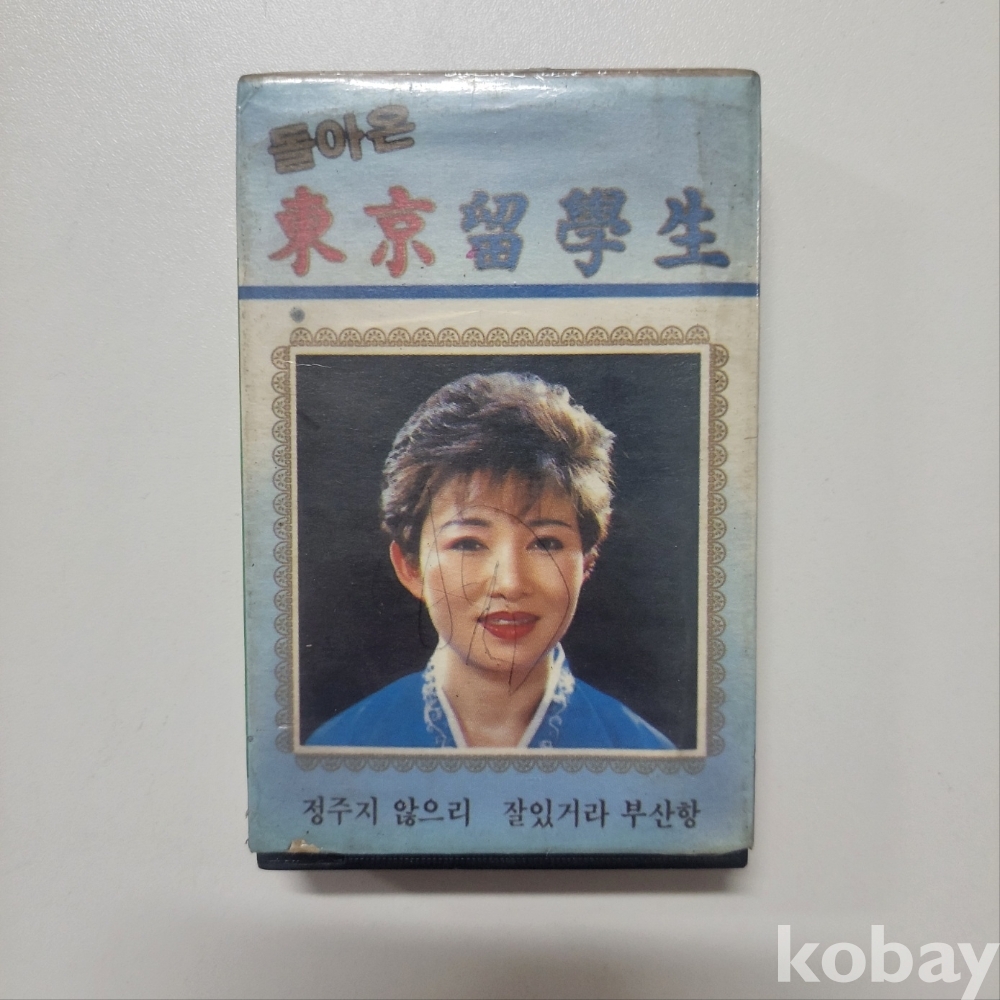 돌아온
東京留學生
정주지 않으리 잘있거라 부산항
kobay